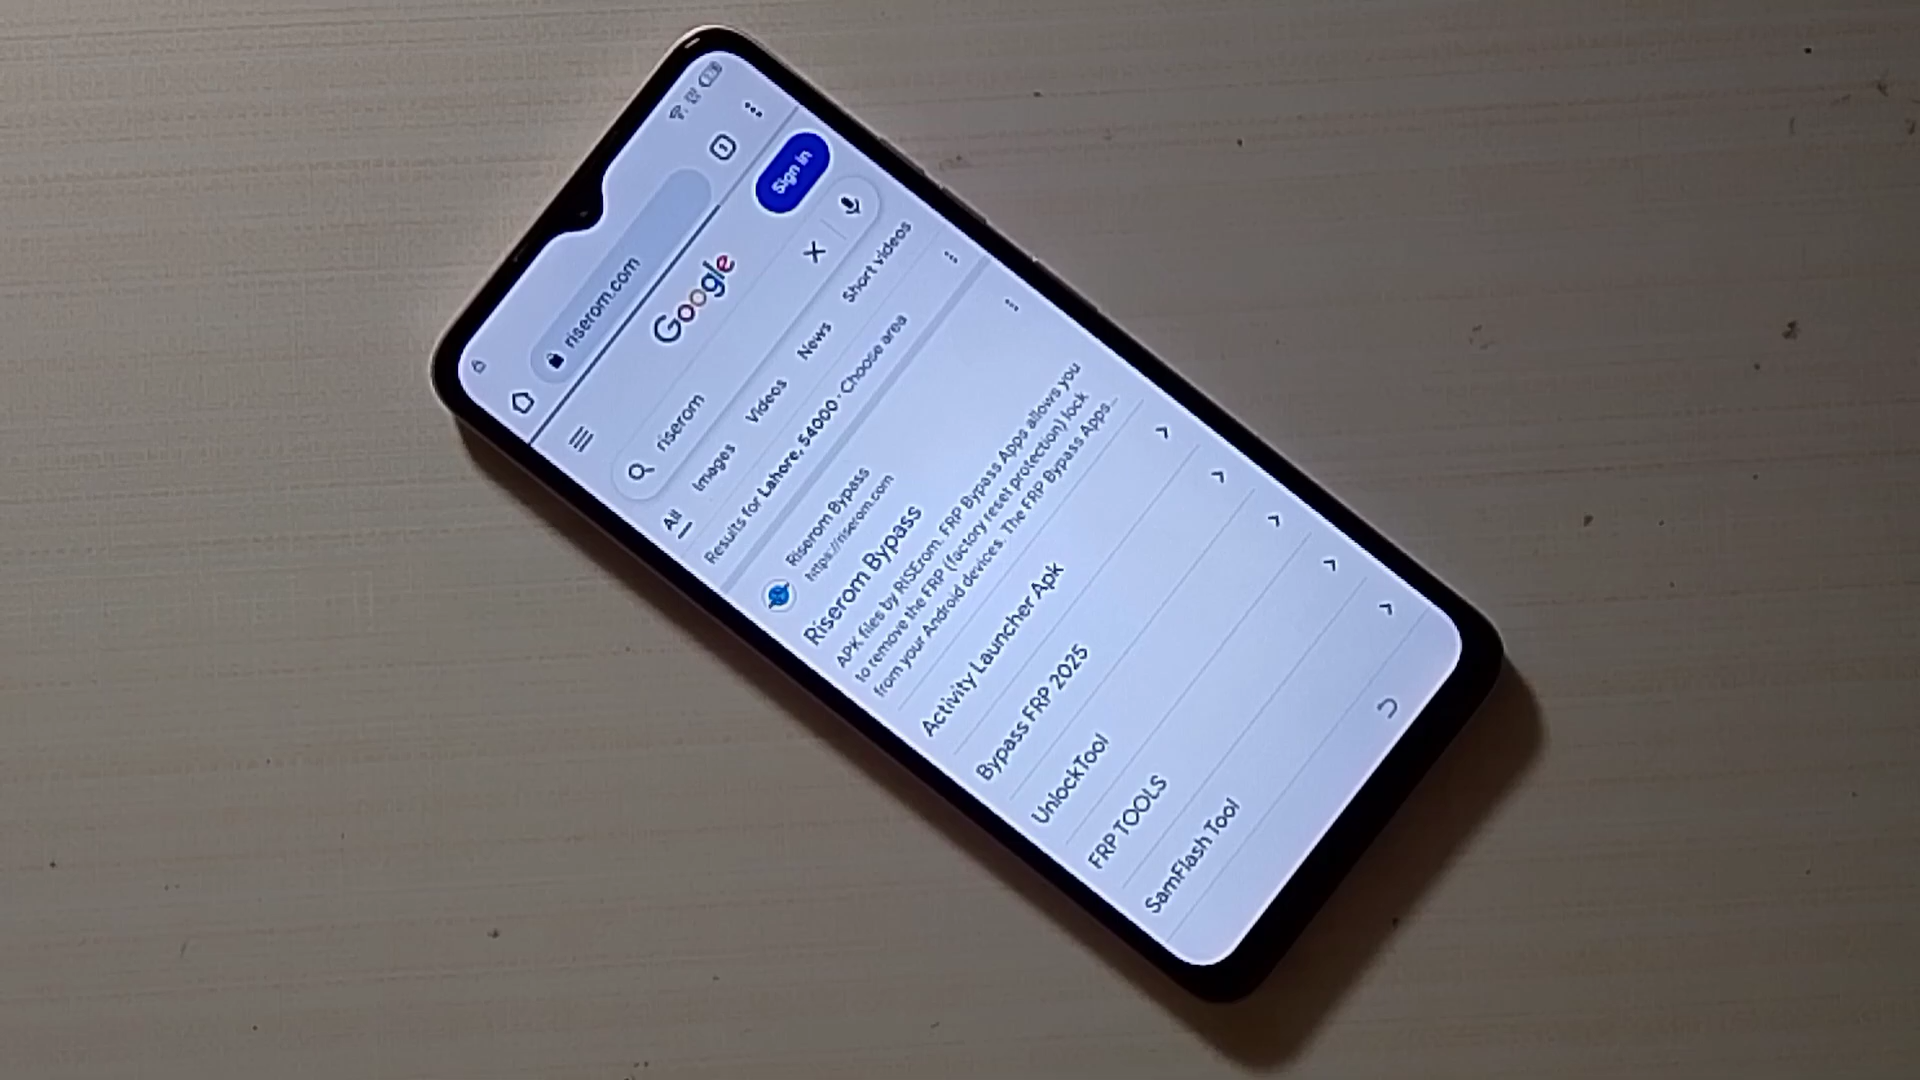 riserom.com
1
Google
Sign in
riserom
All Images Videos News Short videos
Results for Lahore, 54000 · Choose area
Riserom Bypass
https://riserom.com
Riserom Bypass
APK files by RISErom. FRP Bypass Apps allows you
to remove the FRP (factory reset protection) lock
from your Android devices. The FRP Bypass Apps...
Activity Launcher Apk
Bypass FRP 2025
UnlockTool
FRP TOOLS
SamFlash Tool